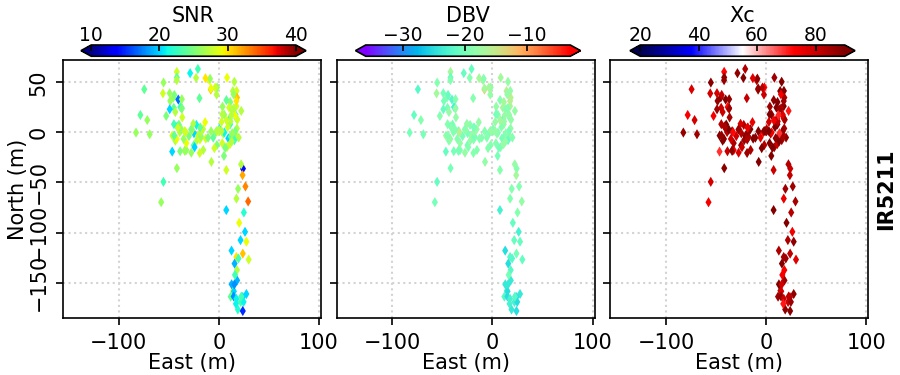 SNR DBV Xc
10 20 30 40 −30 −20 −10 20 40 60 80
50
0
−50
−100
−150
North (m)
IR5211
−100 0 100 −100 0 100 −100 0 100
East (m) East (m) East (m)